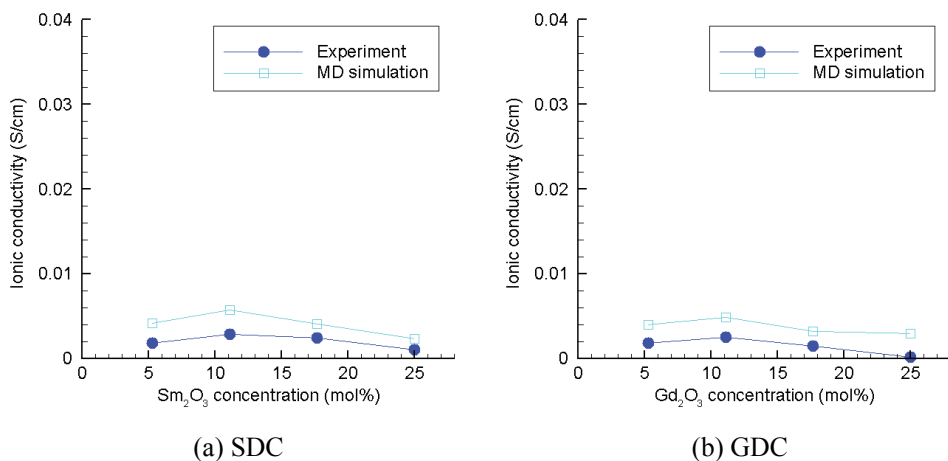 0.04
0.03
0.02
0.01
0
Ionic conductivity (S/cm)
Experiment
MD simulation
0 5 10 15 20 25
Sm₂O₃ concentration (mol%)
(a) SDC
0.04
0.03
0.02
0.01
0
Ionic conductivity (S/cm)
Experiment
MD simulation
0 5 10 15 20 25
Gd₂O₃ concentration (mol%)
(b) GDC